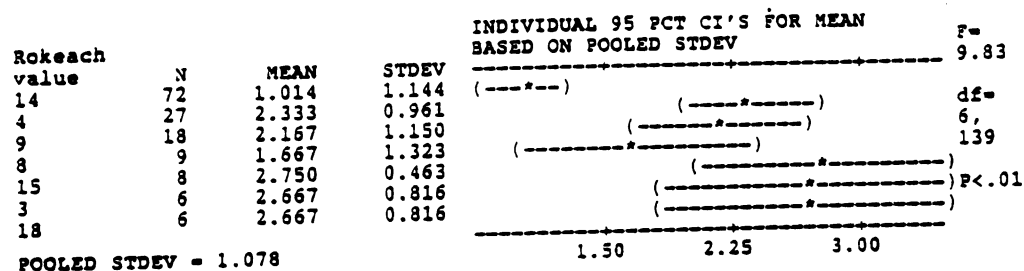 INDIVIDUAL 95 PCT CI'S FOR MEAN
BASED ON POOLED STDEV
F=
9.83
Rokeach
value N MEAN STDEV
14 72 1.014 1.144
4 27 2.333 0.961
9 18 2.167 1.150
8 9 1.667 1.323
15 8 2.750 0.463
3 6 2.667 0.816
18 6 2.667 0.816
df=
6,
139
P<.01
1.50 2.25 3.00
POOLED STDEV = 1.078